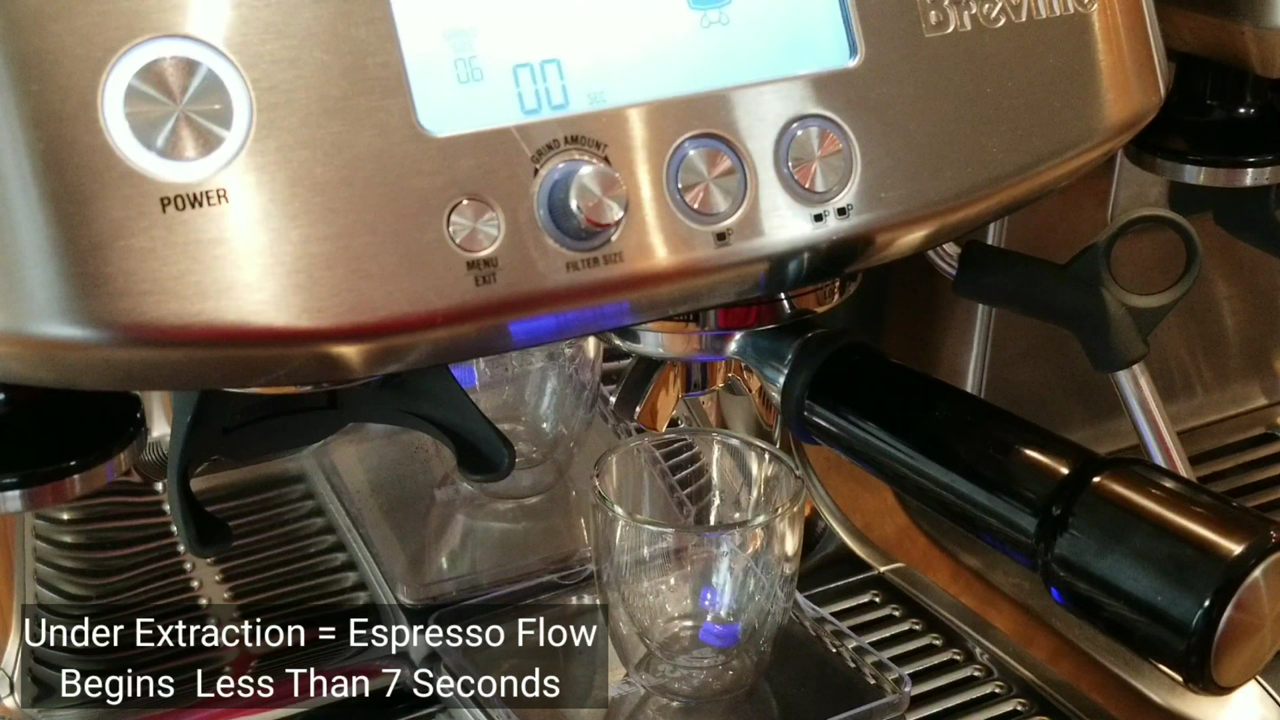 Breville
06
00 SEC
GRIND AMOUNT
POWER
MENU
EXIT
FILTER SIZE
Under Extraction = Espresso Flow
Begins Less Than 7 Seconds